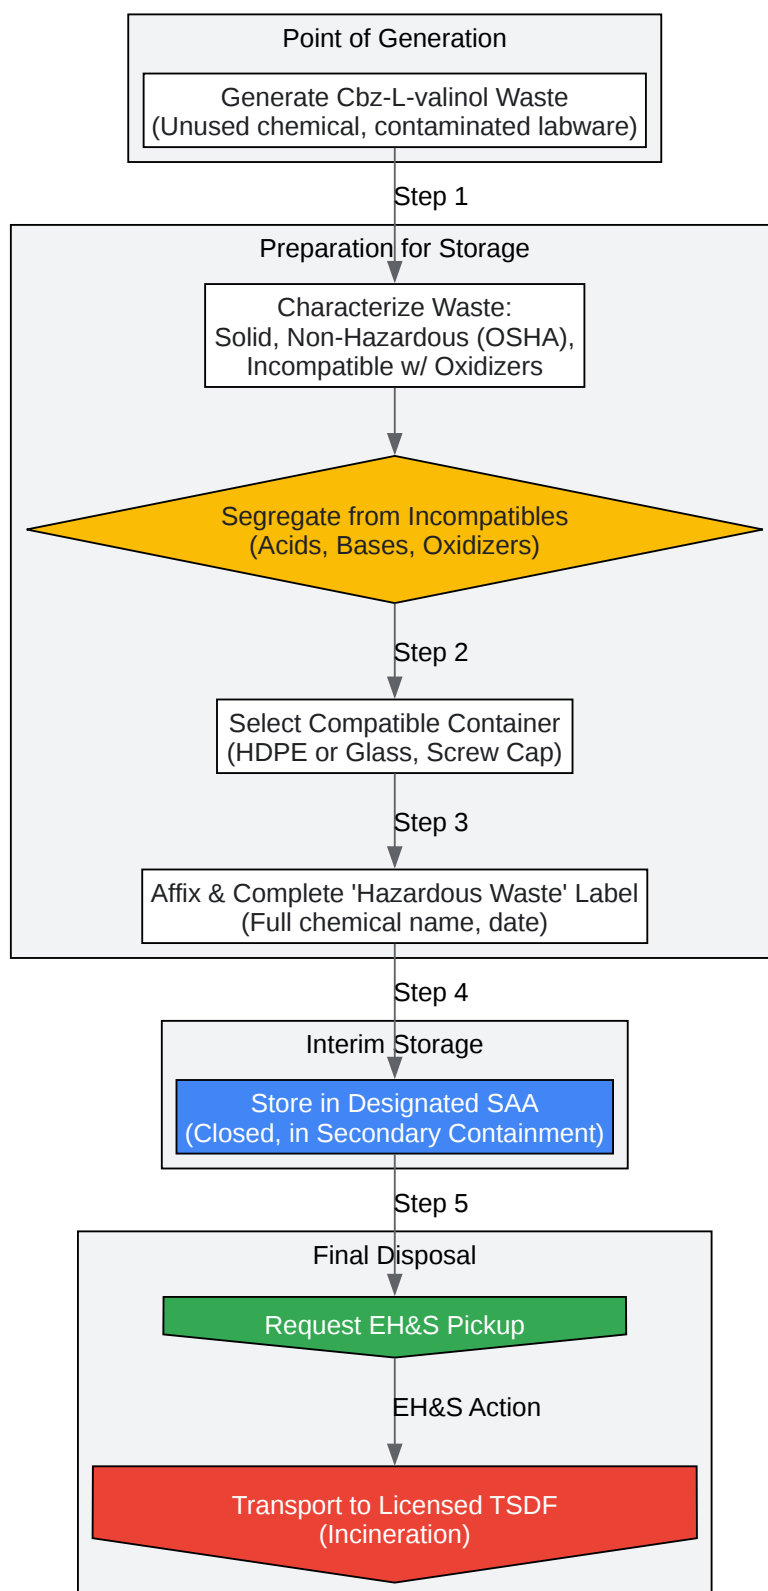 Point of Generation
Generate Cbz-L-valinol Waste
(Unused chemical, contaminated labware)
Step 1
Preparation for Storage
Characterize Waste:
Solid, Non-Hazardous (OSHA),
Incompatible w/ Oxidizers
Segregate from Incompatibles
(Acids, Bases, Oxidizers)
Step 2
Select Compatible Container
(HDPE or Glass, Screw Cap)
Step 3
Affix & Complete 'Hazardous Waste' Label
(Full chemical name, date)
Step 4
Interim Storage
Store in Designated SAA
(Closed, in Secondary Containment)
Step 5
Final Disposal
Request EH&S Pickup
EH&S Action
Transport to Licensed TSDF
(Incineration)